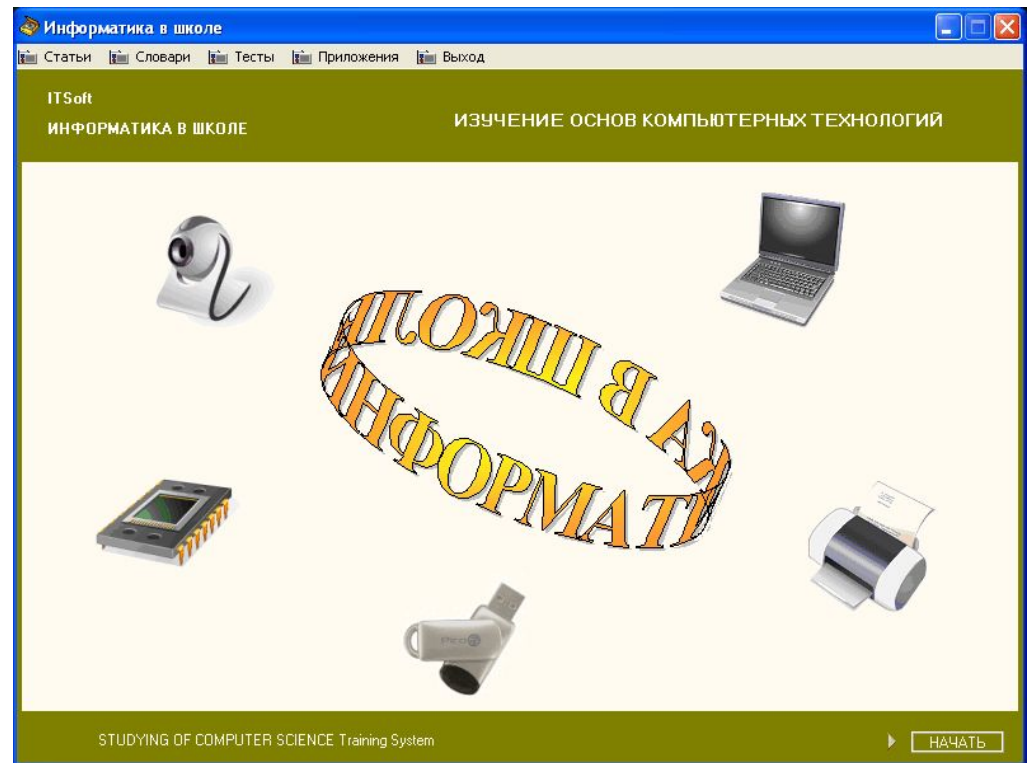 Информатика в школе
Статьи Словари Тесты Приложения Выход
ITSoft
ИНФОРМАТИКА В ШКОЛЕ
ИЗУЧЕНИЕ ОСНОВ КОМПЬЮТЕРНЫХ ТЕХНОЛОГИЙ
ИНФОРМАТИКА В ШКОЛЕ
Pico
STUDYING OF COMPUTER SCIENCE Training System
НАЧАТЬ